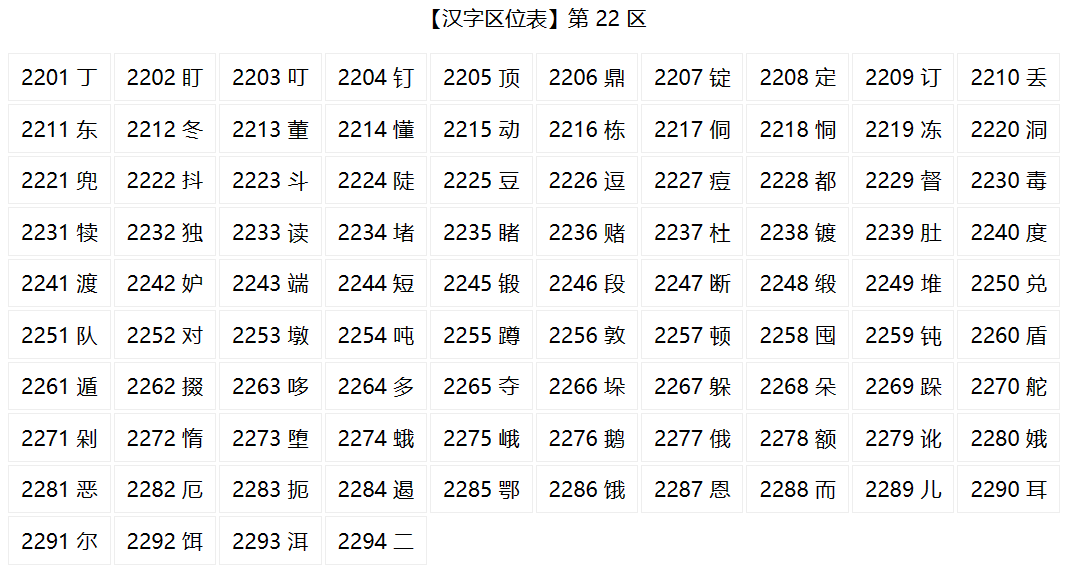 【汉字区位表】第 22 区
2201 丁 2202 盯 2203 叮 2204 钉 2205 顶 2206 鼎 2207 锭 2208 定 2209 订 2210 丢
2211 东 2212 冬 2213 董 2214 懂 2215 动 2216 栋 2217 侗 2218 恫 2219 冻 2220 洞
2221 兜 2222 抖 2223 斗 2224 陡 2225 豆 2226 逗 2227 痘 2228 都 2229 督 2230 毒
2231 犊 2232 独 2233 读 2234 堵 2235 睹 2236 赌 2237 杜 2238 镀 2239 肚 2240 度
2241 渡 2242 妒 2243 端 2244 短 2245 锻 2246 段 2247 断 2248 缎 2249 堆 2250 兑
2251 队 2252 对 2253 墩 2254 吨 2255 蹲 2256 敦 2257 顿 2258 囤 2259 钝 2260 盾
2261 遁 2262 掇 2263 哆 2264 多 2265 夺 2266 垛 2267 躲 2268 朵 2269 跺 2270 舵
2271 剁 2272 惰 2273 堕 2274 蛾 2275 峨 2276 鹅 2277 俄 2278 额 2279 讹 2280 娥
2281 恶 2282 厄 2283 扼 2284 遏 2285 鄂 2286 饿 2287 恩 2288 而 2289 儿 2290 耳
2291 尔 2292 饵 2293 洱 2294 二